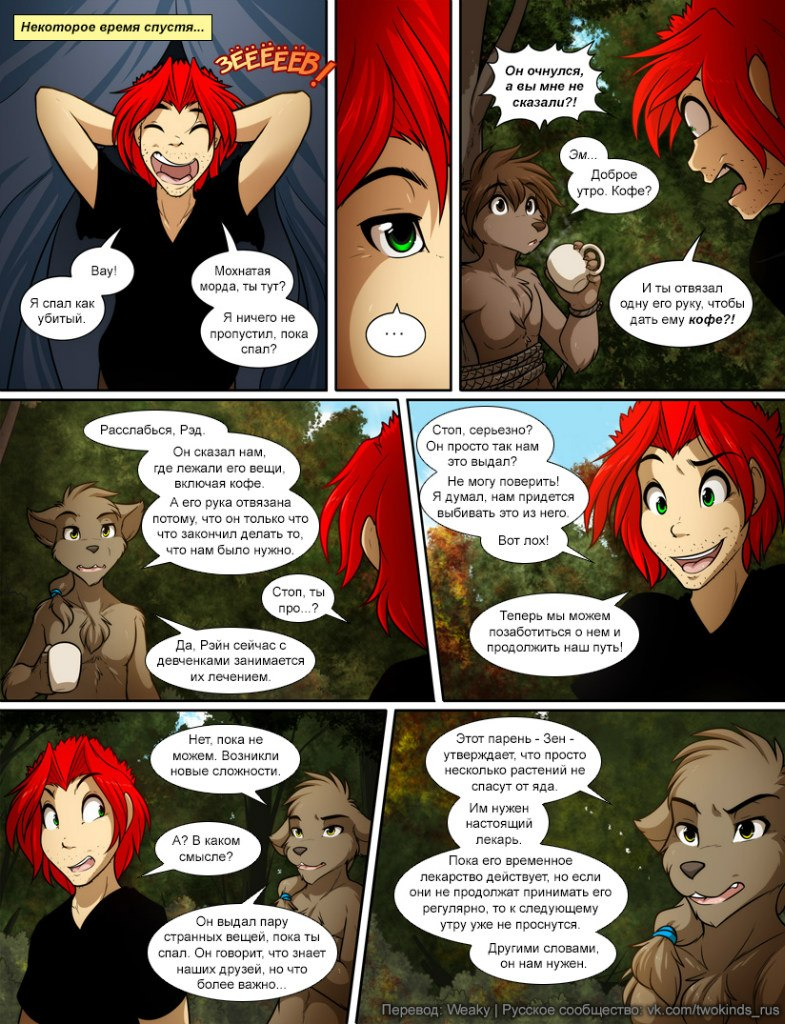 Некоторое время спустя...
ЗЁЁЁЁЕВ!
Вау!
Я спал как
убитый.
Мохнатая
морда, ты тут?
Я ничего не
пропустил, пока
спал?
...
Он очнулся,
а вы мне не
сказали?!
Эм...
Доброе
утро. Кофе?
И ты отвязал
одну его руку, чтобы
дать ему кофе?!
Расслабься, Рэд.
Он сказал нам,
где лежали его вещи,
включая кофе.
А его рука отвязана
потому, что он только что
что закончил делать то,
что нам было нужно.
Стоп, ты
про...?
Да, Рэйн сейчас с
девченками занимается
их лечением.
Стоп, серьезно?
Он просто так нам
это выдал?
Не могу поверить!
Я думал, нам придется
выбивать это из него.
Вот лох!
Теперь мы можем
позаботиться о нем и
продолжить наш путь!
Нет, пока не
можем. Возникли
новые сложности.
А? В каком
смысле?
Он выдал пару
странных вещей, пока ты
спал. Он говорит, что знает
наших друзей, но что
более важно...
Этот парень - Зен -
утверждает, что просто
несколько растений не
спасут от яда.
Им нужен
настоящий
лекарь.
Пока его временное
лекарство действует, но если
они не продолжат принимать его
регулярно, то к следующему
утру уже не проснутся.
Другими словами,
он нам нужен.
Перевод: Weaky | Русское сообщество: vk.com/twokinds_rus